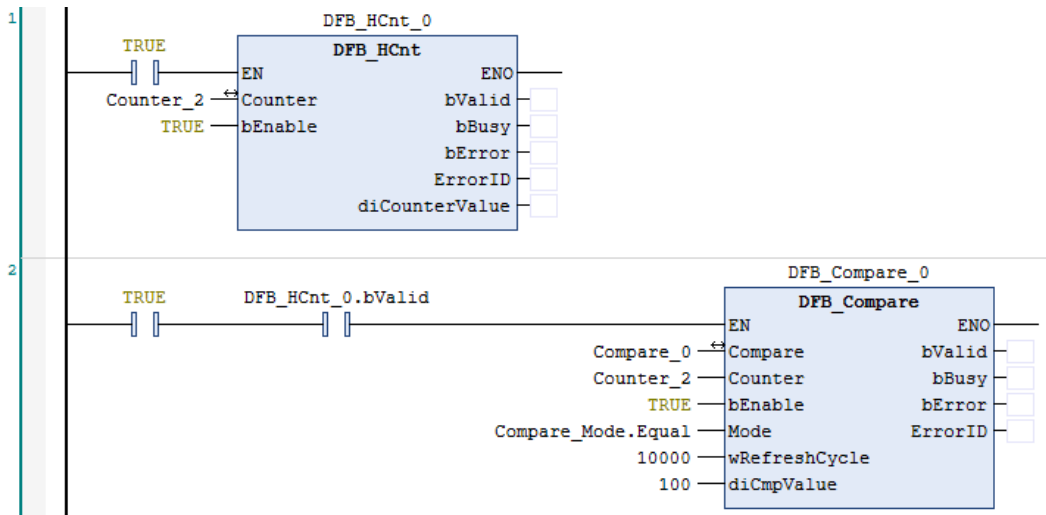 1
DFB_HCnt_0
TRUE
DFB_HCnt
EN ENO
Counter_2 Counter bValid
TRUE bEnable bBusy
bError
ErrorID
diCounterValue
2
DFB_Compare_0
TRUE DFB_HCnt_0.bValid
DFB_Compare
EN ENO
Compare_0 Compare bValid
Counter_2 Counter bBusy
TRUE bEnable bError
Compare_Mode.Equal Mode ErrorID
10000 wRefreshCycle
100 diCmpValue